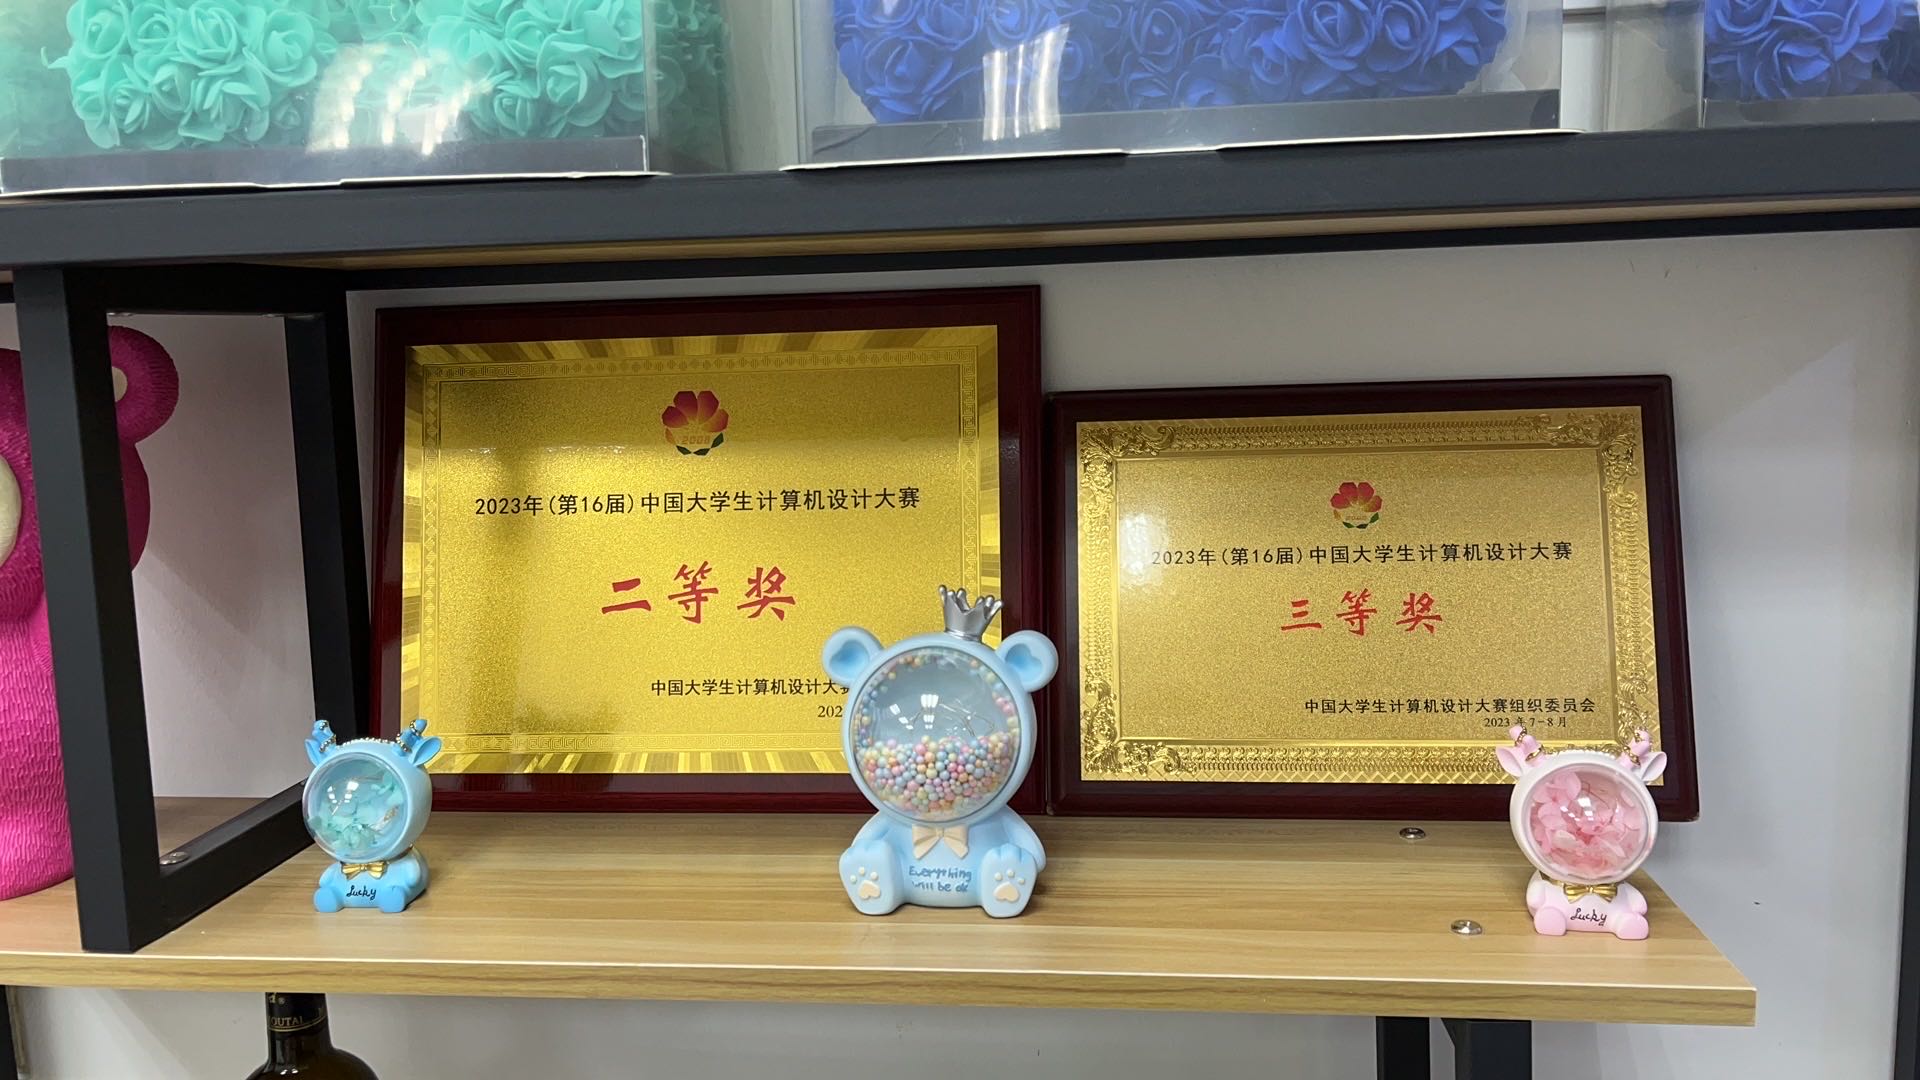 2008
2023年(第16届)中国大学生计算机设计大赛
二等奖
中国大学生计算机设计大赛
202
2023年(第16届)中国大学生计算机设计大赛
三等奖
中国大学生计算机设计大赛组织委员会
2023年7-8月
Lucky
Everything
will be ok
Lucky
OUTAI